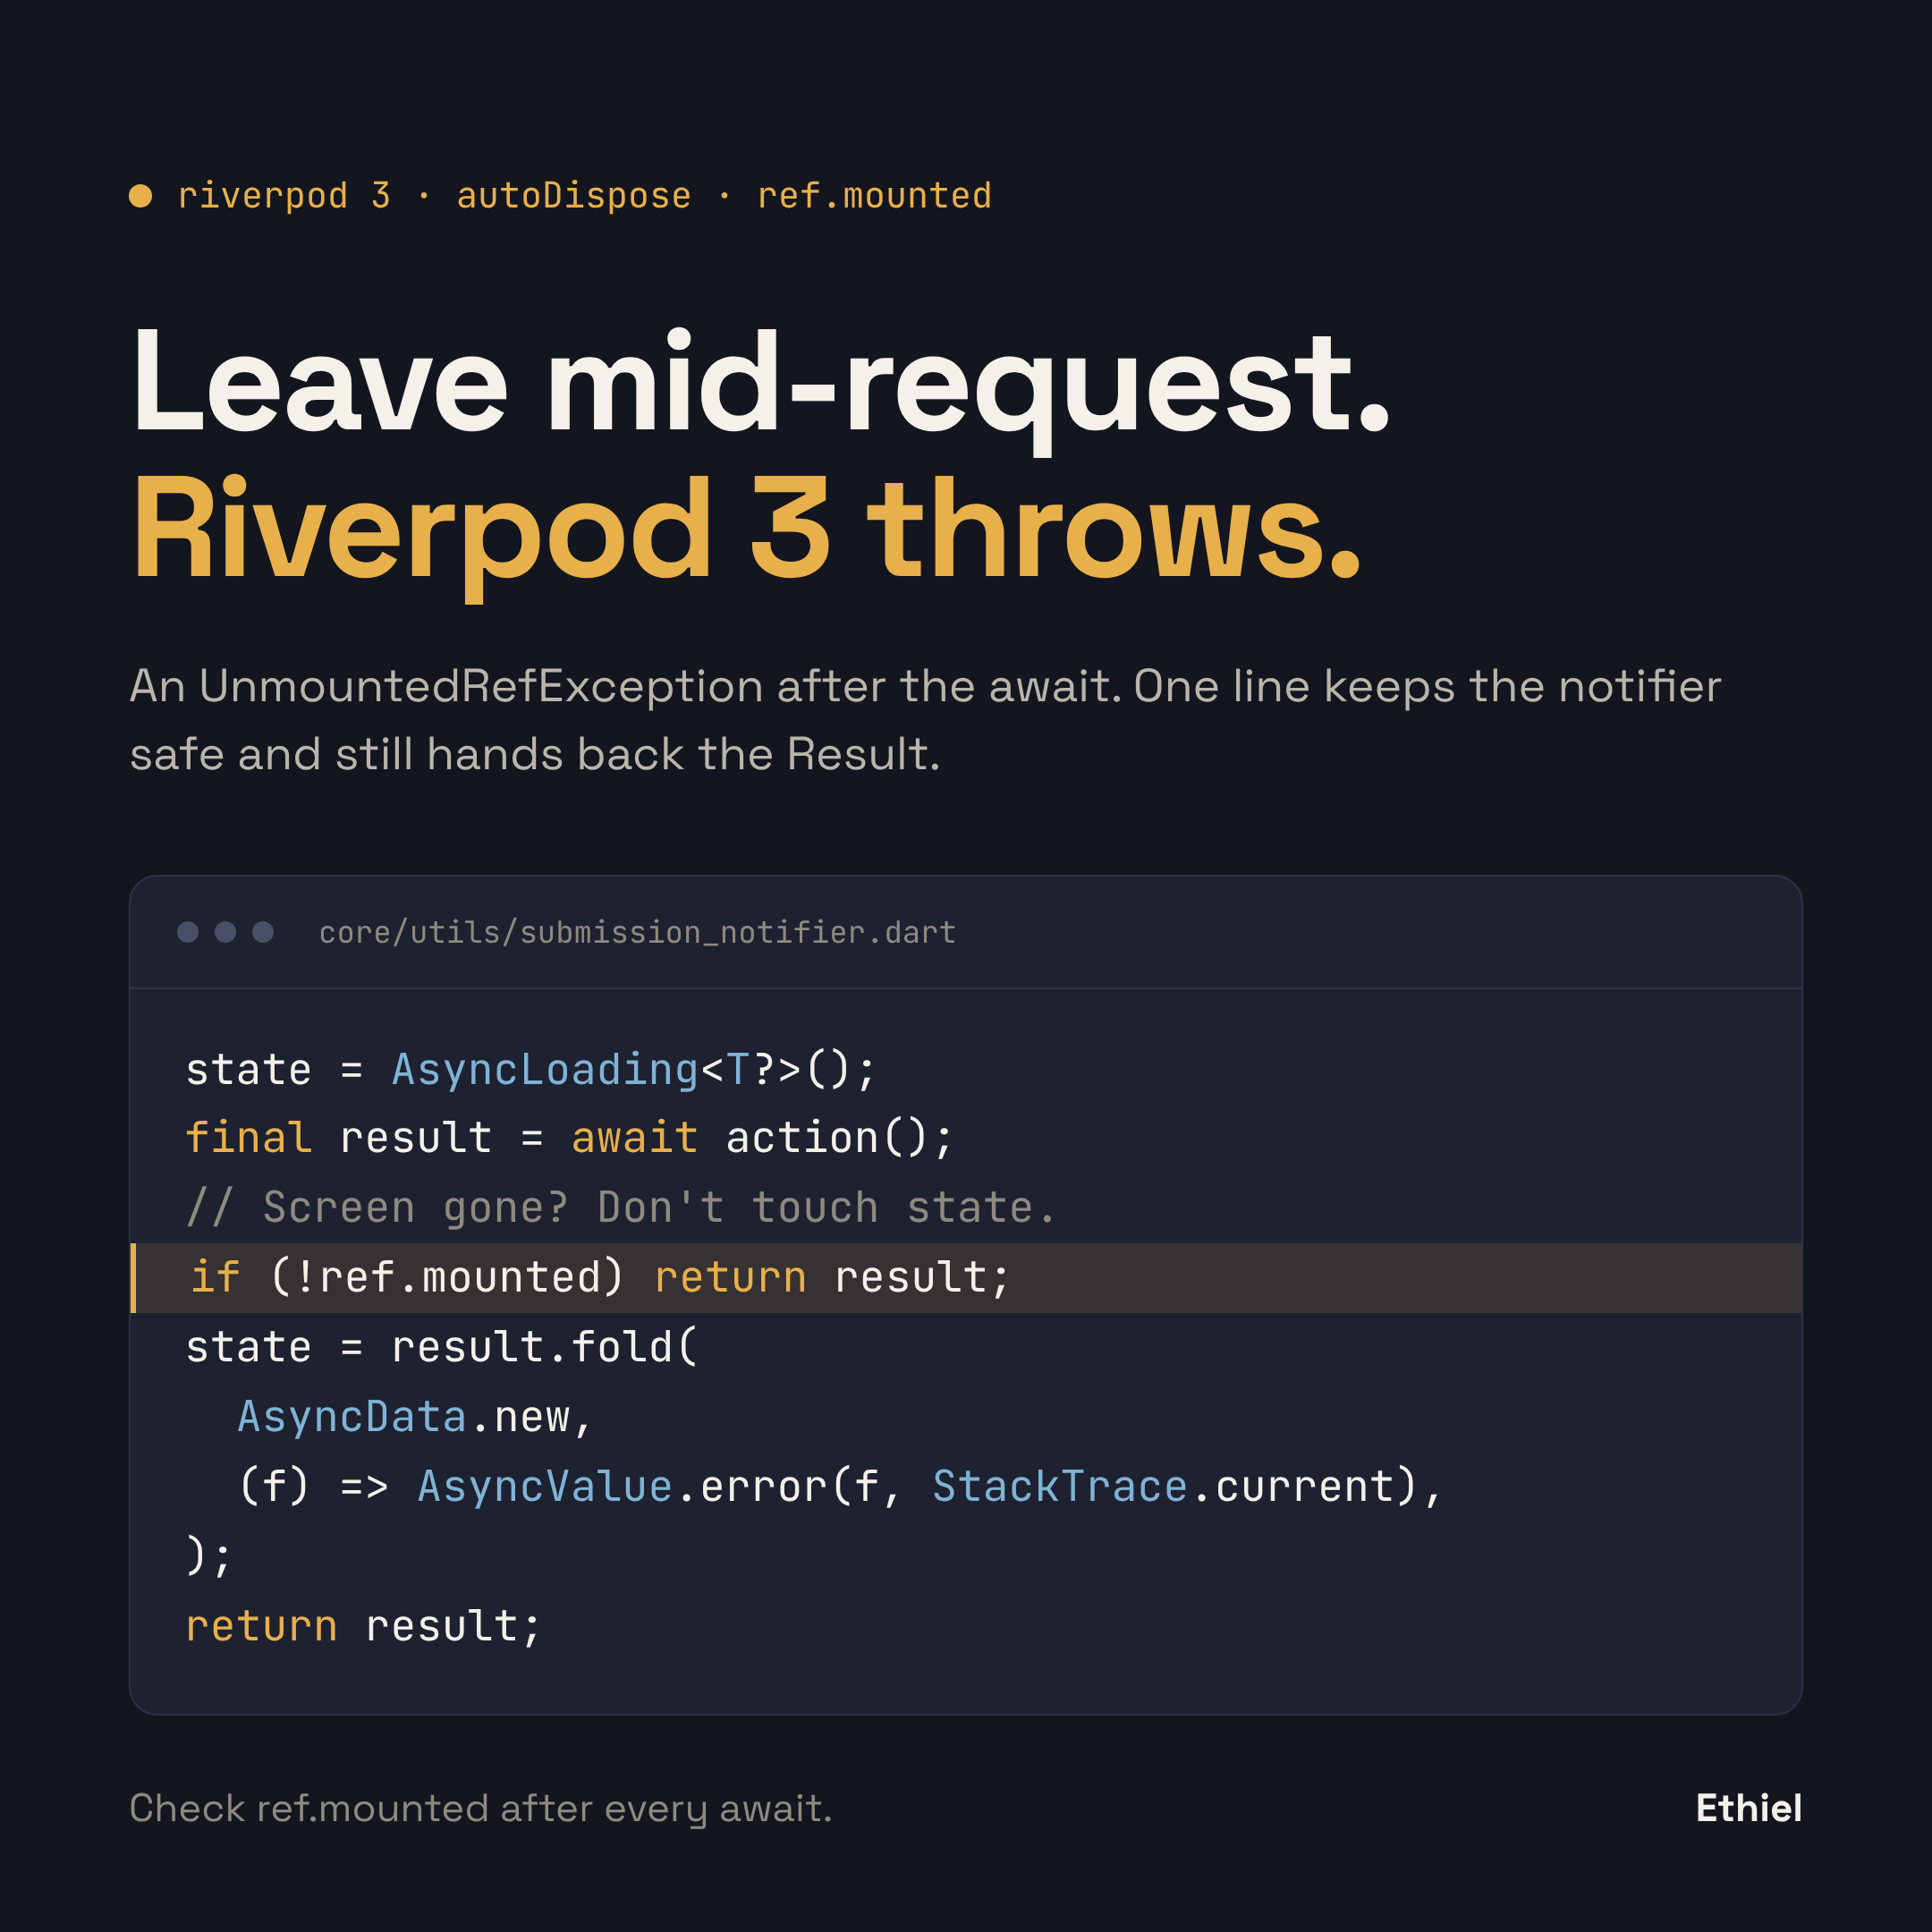 riverpod 3 · autoDispose · ref.mounted
Leave mid-request.
Riverpod 3 throws.
An UnmountedRefException after the await. One line keeps the notifier
safe and still hands back the Result.
core/utils/submission_notifier.dart
state = AsyncLoading<T?>();
final result = await action();
// Screen gone? Don't touch state.
if (!ref.mounted) return result;
state = result.fold(
  AsyncData.new,
  (f) => AsyncValue.error(f, StackTrace.current),
);
return result;
Check ref.mounted after every await.
Ethiel